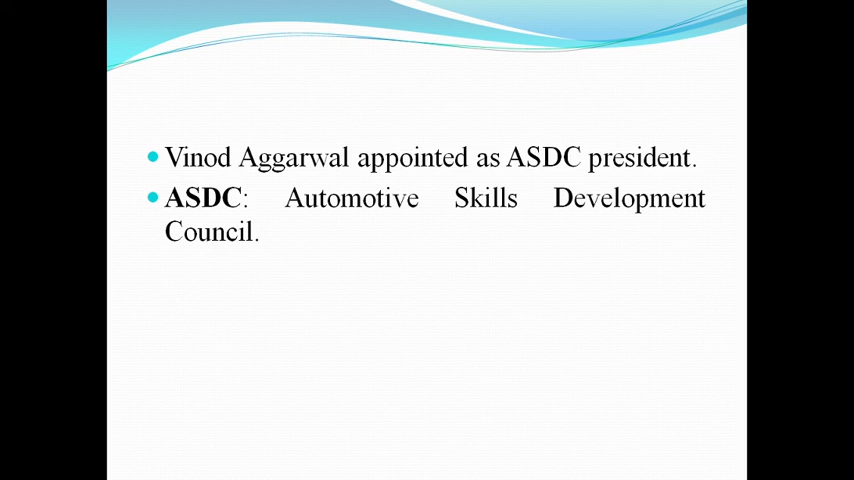 Vinod Aggarwal appointed as ASDC president.
ASDC: Automotive Skills Development
Council.